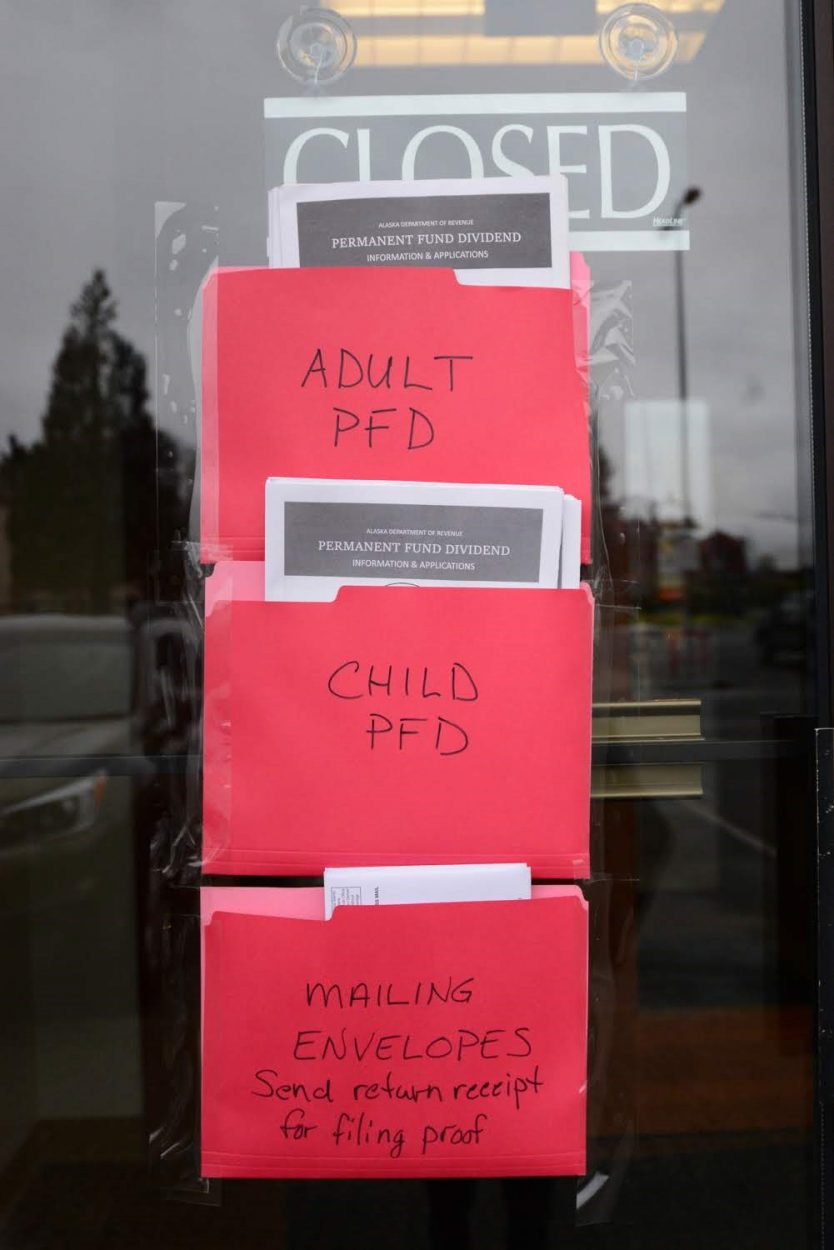 CLOSED
HEADLINE
ALASKA DEPARTMENT OF REVENUE
PERMANENT FUND DIVIDEND
INFORMATION & APPLICATIONS
ADULT
PFD
ALASKA DEPARTMENT OF REVENUE
PERMANENT FUND DIVIDEND
INFORMATION & APPLICATIONS
CHILD
PFD
MAILING
ENVELOPES
Send return receipt
for filing proof